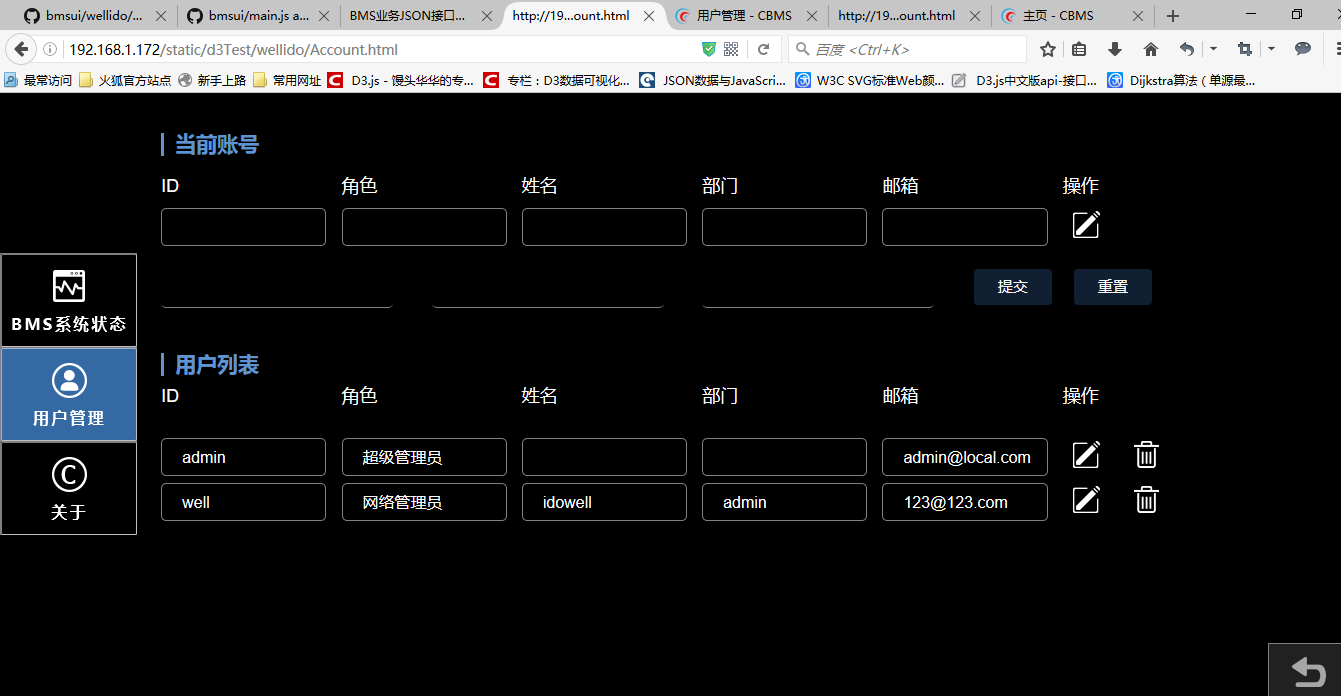 bmsui/wellido/...
bmsui/main.js a...
BMS业务JSON接口...
http://19...ount.html
用户管理 - CBMS
http://19...ount.html
主页 - CBMS
192.168.1.172/static/d3Test/wellido/Account.html
百度 <Ctrl+K>
最常访问 火狐官方站点 新手上路 常用网址 D3.js - 馒头华华的专... 专栏：D3数据可视化... JSON数据与JavaScri... W3C SVG标准Web颜... D3.js中文版api-接口... Dijkstra算法（单源最...
当前账号
ID 角色 姓名 部门 邮箱 操作
提交 重置
BMS系统状态
用户管理
关于
用户列表
ID 角色 姓名 部门 邮箱 操作
admin 超级管理员 admin@local.com
well 网络管理员 idowell admin 123@123.com